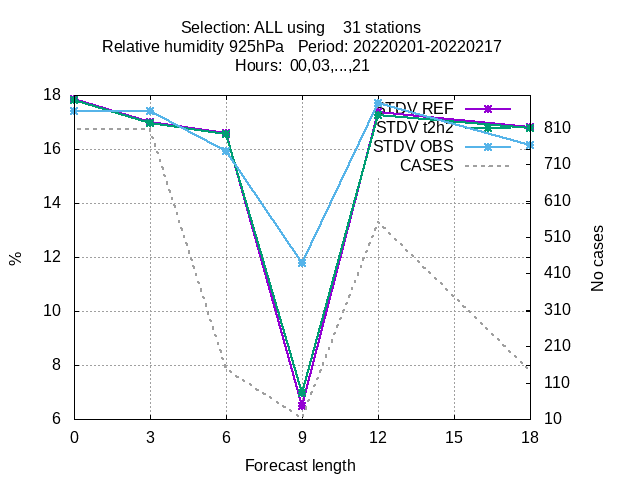 Selection: ALL using 31 stations
Relative humidity 925hPa Period: 20220201-20220217
Hours: 00,03,...,21
18
16
14
12
10
8
6
%
STDV REF
STDV t2h2
STDV OBS
CASES
810
710
610
510
410
310
210
110
10
No cases
0 3 6 9 12 15 18
Forecast length